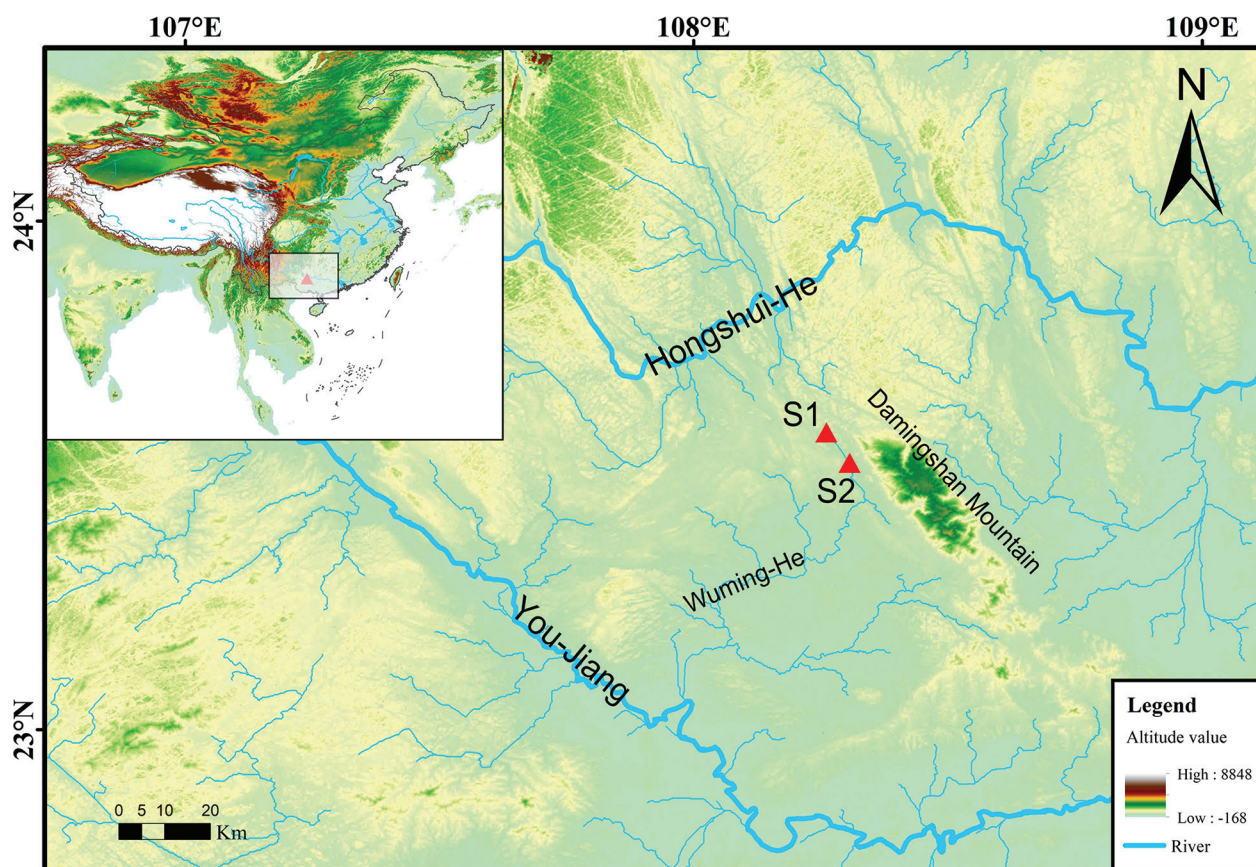 107°E
108°E
109°E
N
24°N
Hongshui-He
S1
Damingshan Mountain
S2
Wuming-He
You-Jiang
23°N
Legend
Altitude value
High : 8848
Low : -168
River
0 5 10 20
Km